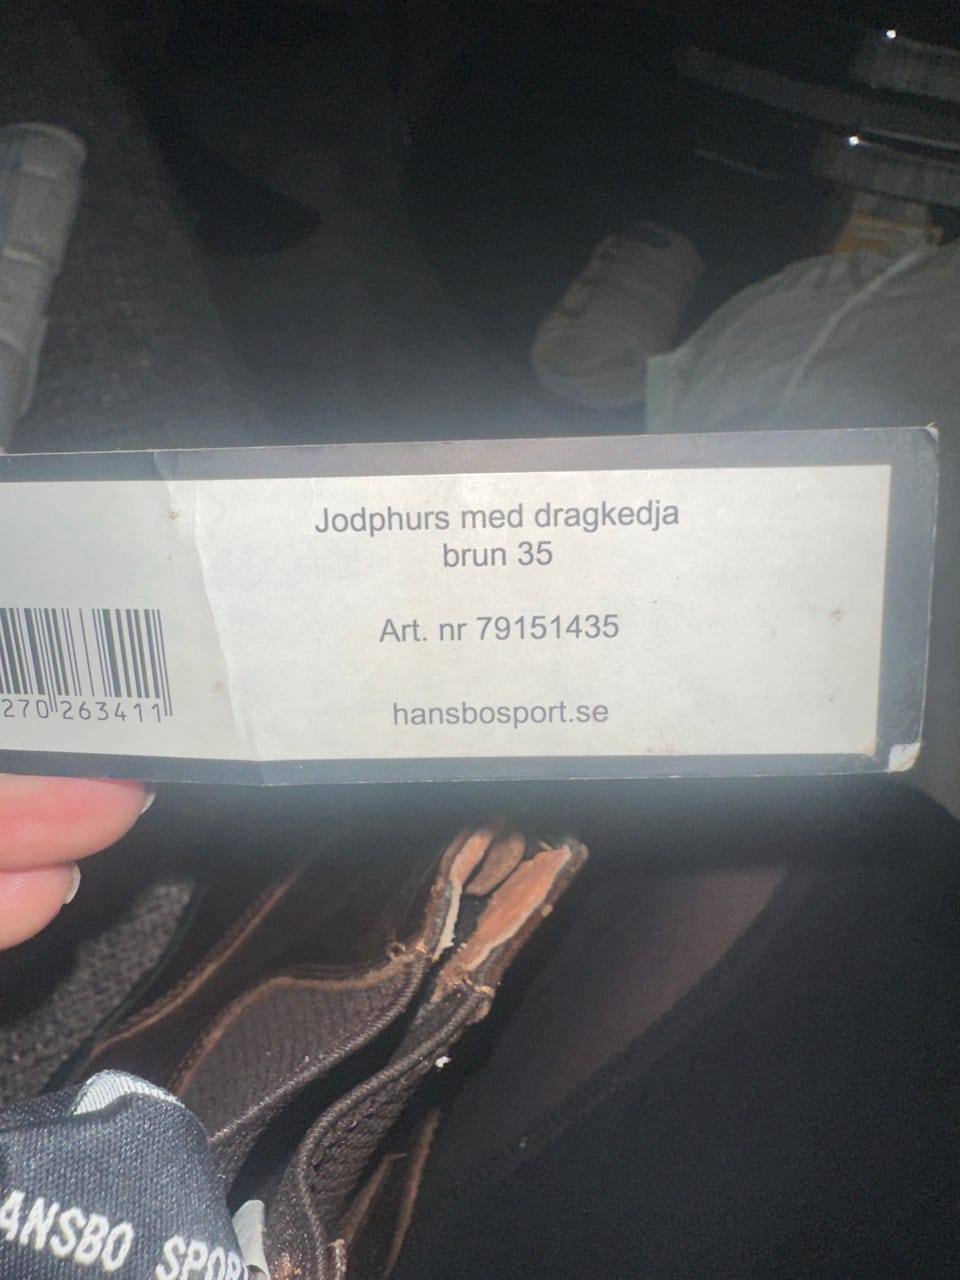 Jodphurs med dragkedja
brun 35
Art. nr 79151435
hansbosport.se
270 263411
ANSBO SPOR